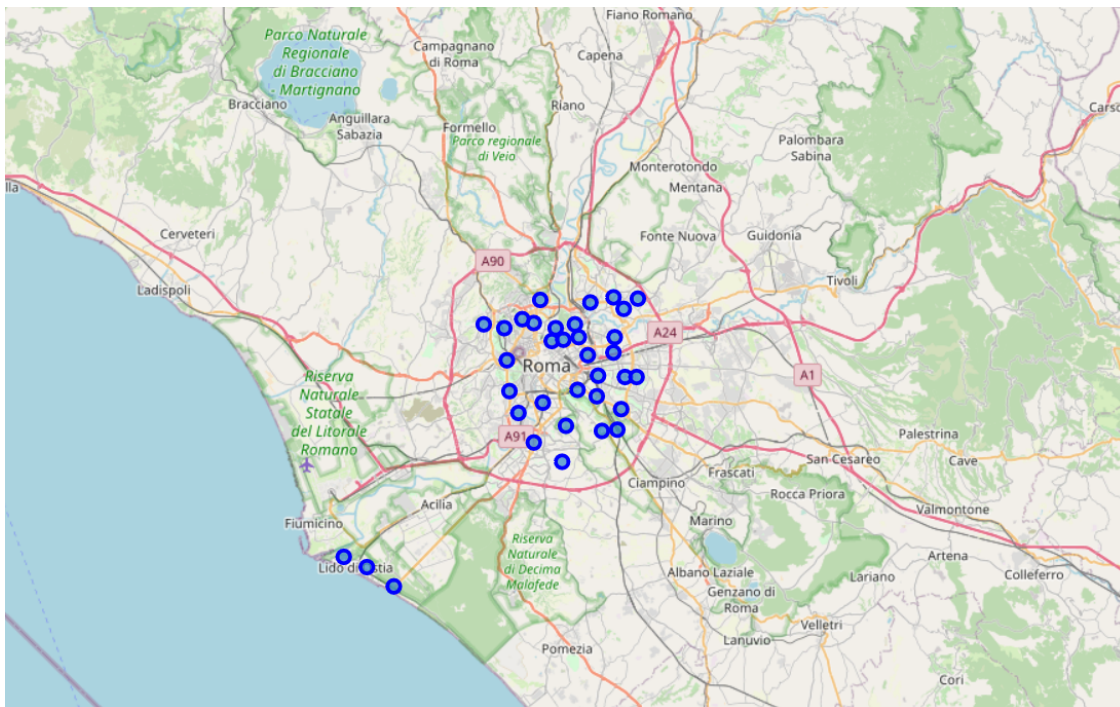 Fiano Romano
Parco Naturale
Regionale
di Bracciano
- Martignano
Campagnano
di Roma
Capena
Bracciano
Anguillara
Sabazia
Riano
Formello
Parco regionale
di Veio
Palombara
Sabina
Monterotondo
Mentana
Cerveteri
Fonte Nuova
Guidonia
A90
Tivoli
Ladispoli
A24
Roma
A1
Riserva
Naturale
Statale
del Litorale
Romano
A91
Palestrina
Cave
San Cesareo
Frascati
Ciampino
Rocca Priora
Acilia
Valmontone
Fiumicino
Marino
Riserva
Naturale
di Decima
Malafede
Artena
Albano Laziale
Lariano
Colleferro
Genzano di
Roma
Velletri
Lanuvio
Pomezia
Cori